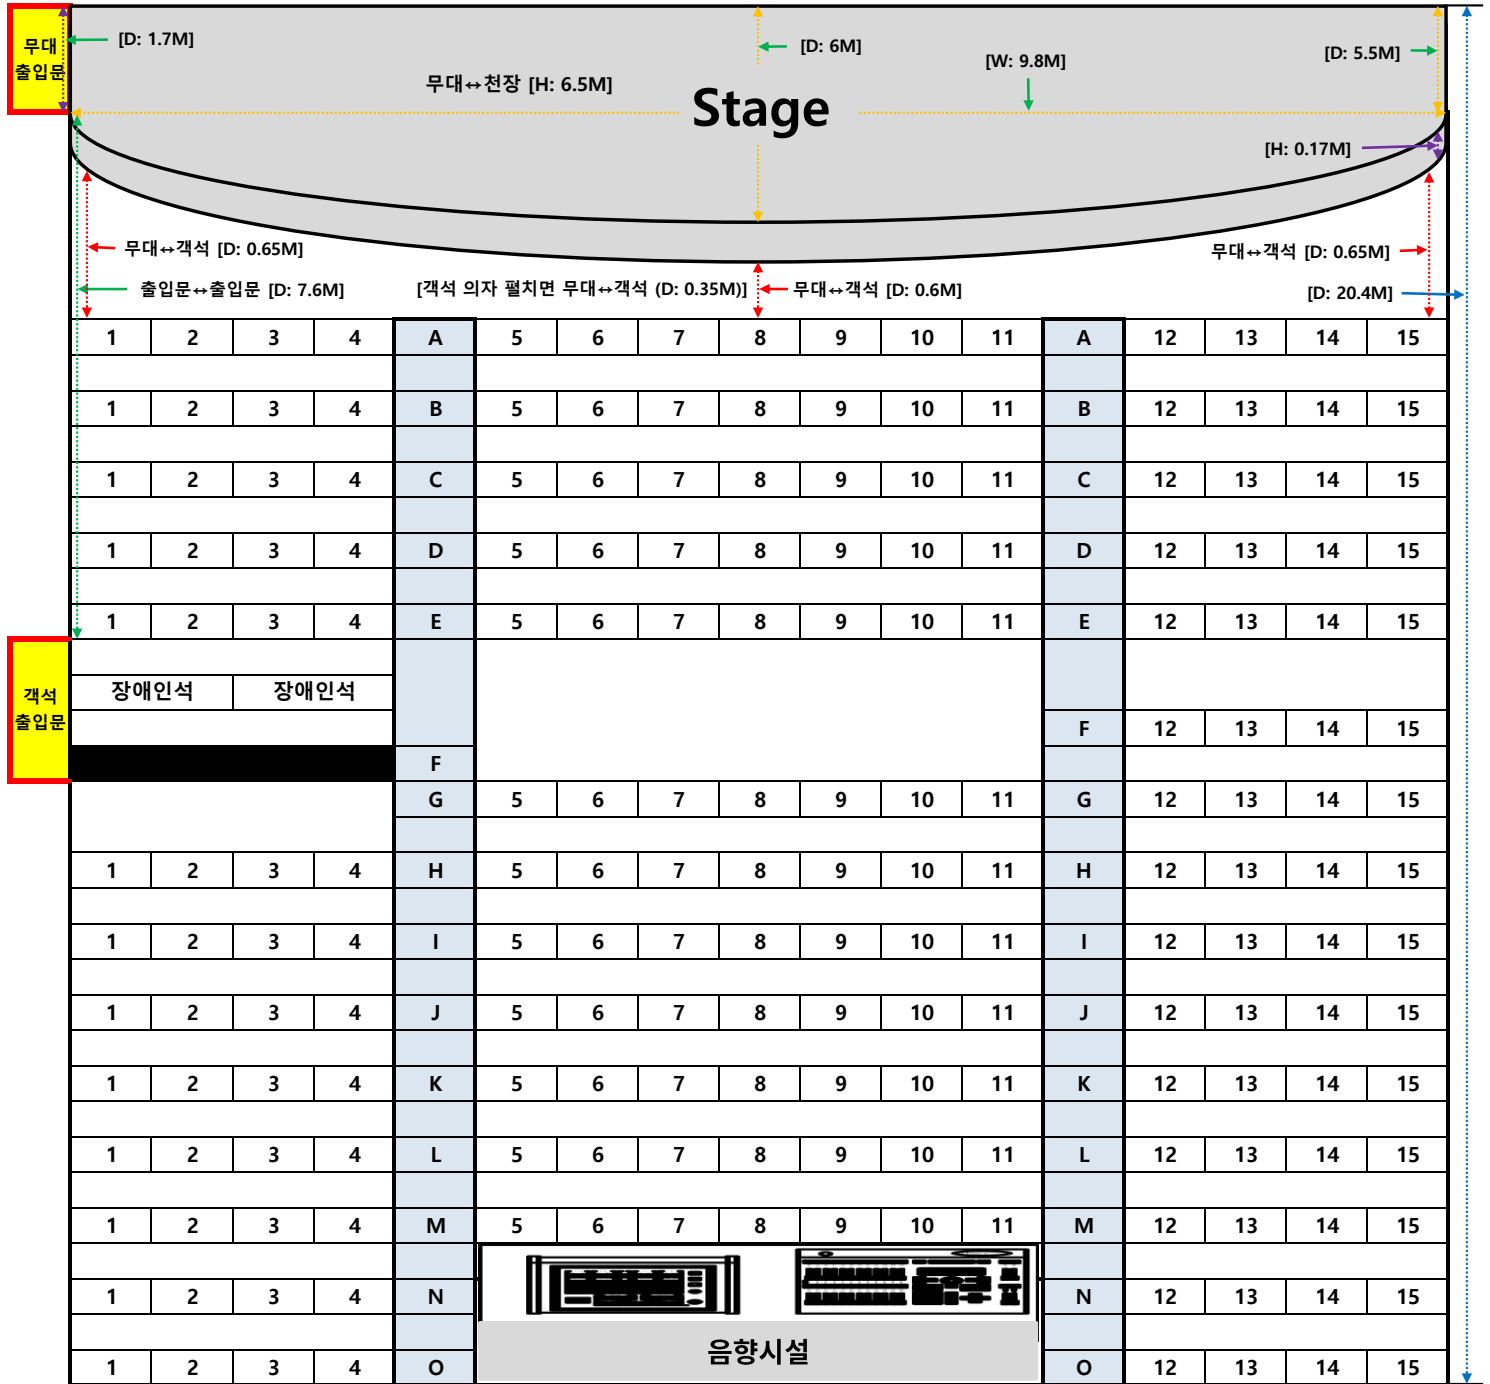 무대
출입문
[D: 1.7M]
[D: 6M]
[W: 9.8M]
[D: 5.5M]
무대↔천장 [H: 6.5M]
Stage
[H: 0.17M]
무대↔객석 [D: 0.65M]
무대↔객석 [D: 0.65M]
출입문↔출입문 [D: 7.6M]
[객석 의자 펼치면 무대↔객석 (D: 0.35M)]
무대↔객석 [D: 0.6M]
[D: 20.4M]
1 2 3 4 A 5 6 7 8 9 10 11 A 12 13 14 15
1 2 3 4 B 5 6 7 8 9 10 11 B 12 13 14 15
1 2 3 4 C 5 6 7 8 9 10 11 C 12 13 14 15
1 2 3 4 D 5 6 7 8 9 10 11 D 12 13 14 15
1 2 3 4 E 5 6 7 8 9 10 11 E 12 13 14 15
객석
출입문
장애인석 장애인석
F 12 13 14 15
F
G 5 6 7 8 9 10 11 G 12 13 14 15
1 2 3 4 H 5 6 7 8 9 10 11 H 12 13 14 15
1 2 3 4 I 5 6 7 8 9 10 11 I 12 13 14 15
1 2 3 4 J 5 6 7 8 9 10 11 J 12 13 14 15
1 2 3 4 K 5 6 7 8 9 10 11 K 12 13 14 15
1 2 3 4 L 5 6 7 8 9 10 11 L 12 13 14 15
1 2 3 4 M 5 6 7 8 9 10 11 M 12 13 14 15
1 2 3 4 N N 12 13 14 15
음향시설
1 2 3 4 O O 12 13 14 15